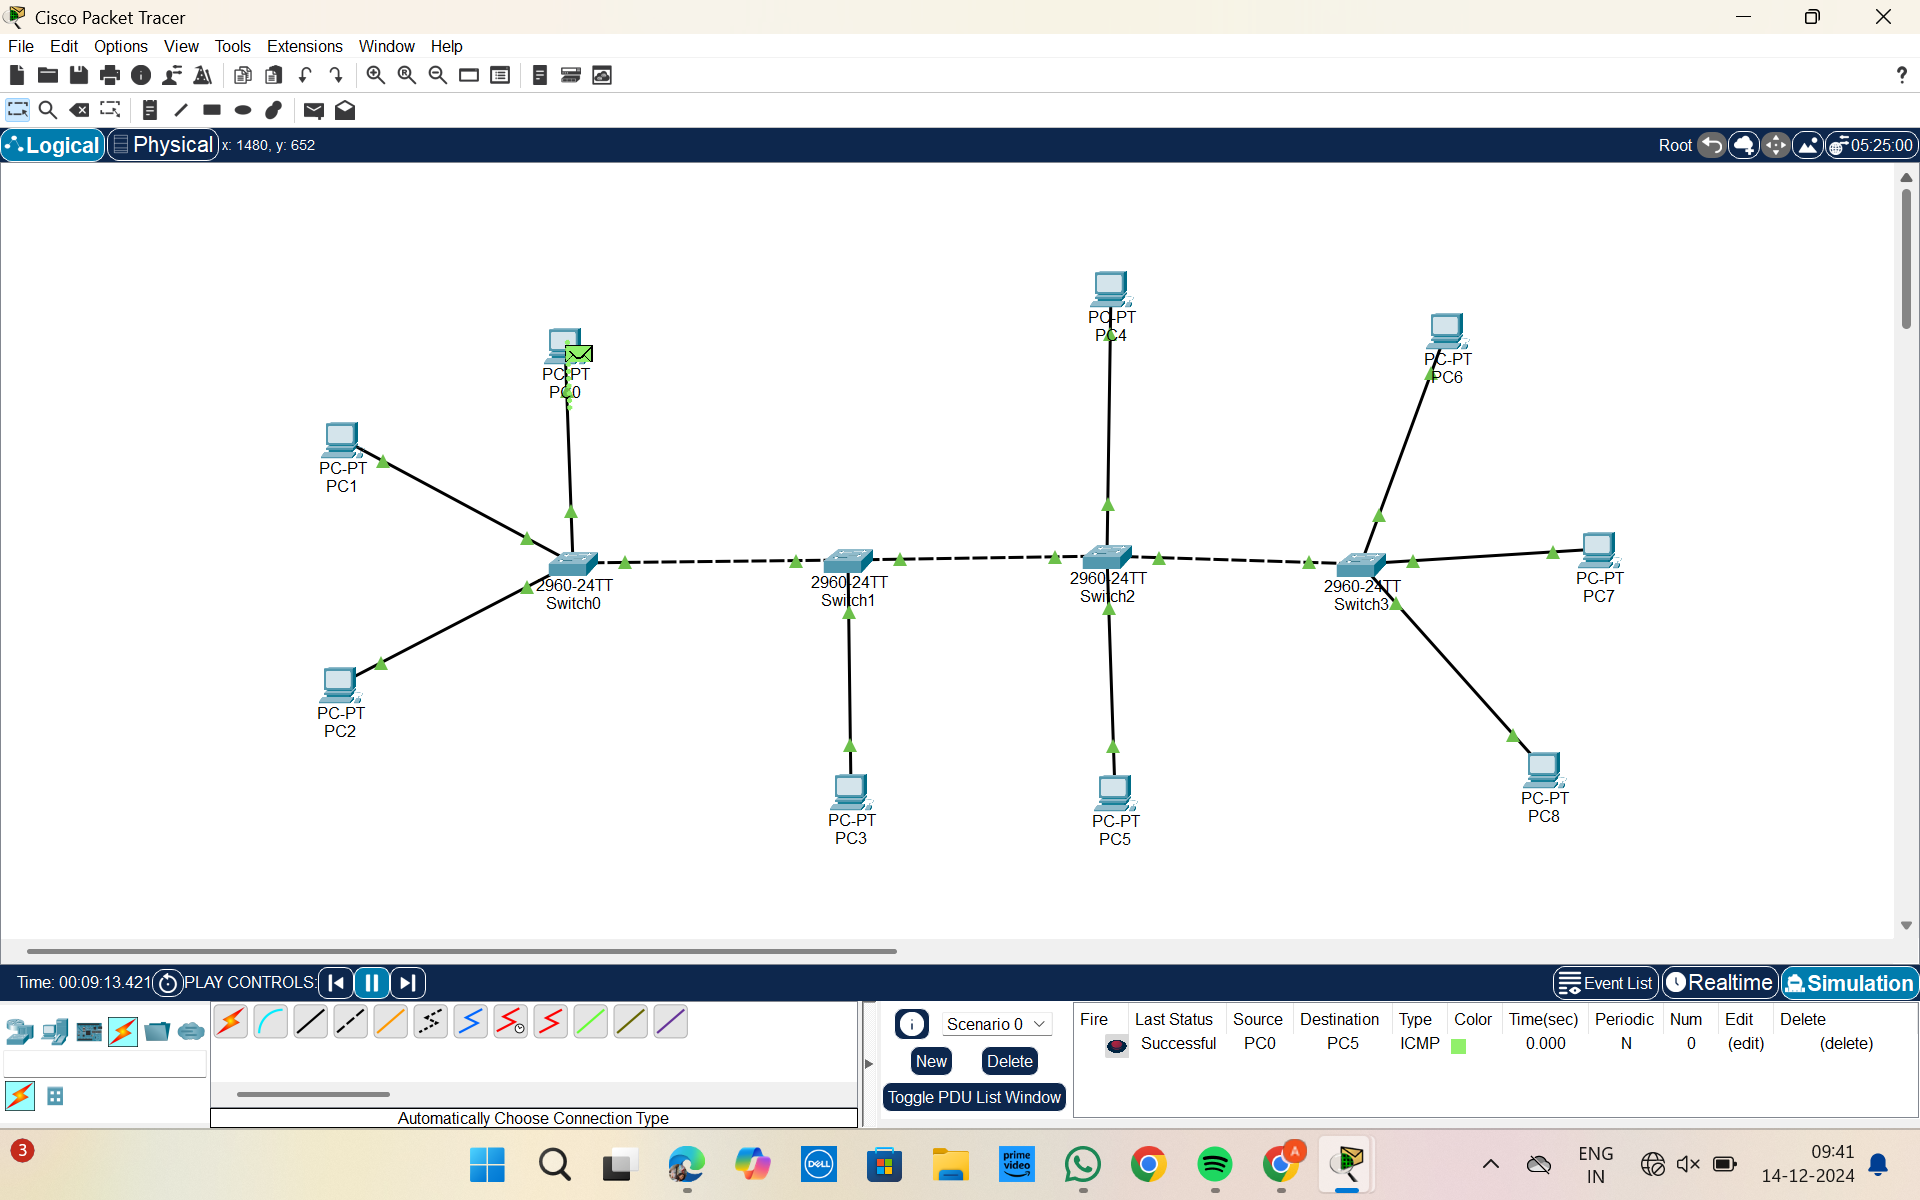 Cisco Packet Tracer
File Edit Options View Tools Extensions Window Help
?
Logical Physical x: 1480, y: 652 Root 05:25:00
PC-PT
PC4
PC-PT
PC6
PC-PT
PC0
PC-PT
PC1
2960-24TT
Switch0
2960-24TT
Switch1
2960-24TT
Switch2
2960-24TT
Switch3
PC-PT
PC7
PC-PT
PC2
PC-PT
PC3
PC-PT
PC5
PC-PT
PC8
Time: 00:09:13.421 PLAY CONTROLS: Event List Realtime Simulation
Scenario 0
New Delete
Toggle PDU List Window
Fire Last Status Source Destination Type Color Time(sec) Periodic Num Edit Delete
Successful PC0 PC5 ICMP 0.000 N 0 (edit) (delete)
Automatically Choose Connection Type
3
DELL
prime video
A
ENG
IN
09:41
14-12-2024